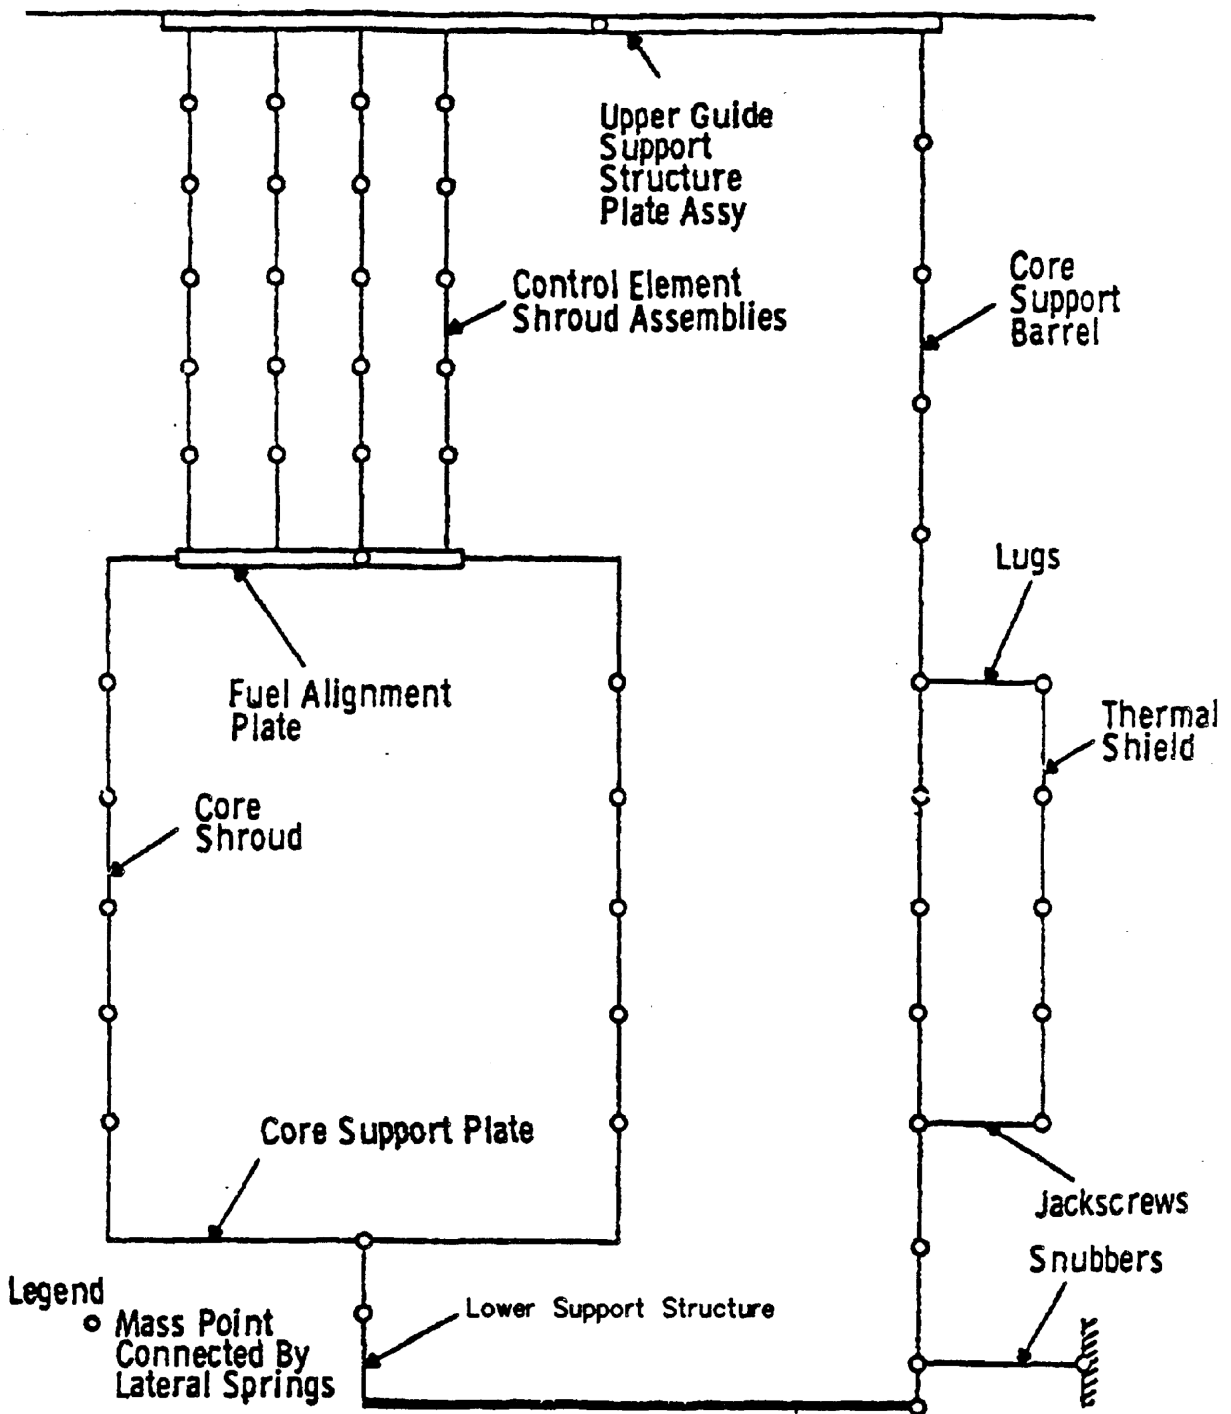 Upper Guide
Support
Structure
Plate Assy
Control Element
Shroud Assemblies
Core
Support
Barrel
Lugs
Fuel Alignment
Plate
Thermal
Shield
Core
Shroud
Core Support Plate
Jackscrews
Snubbers
Legend
Mass Point
Connected By
Lateral Springs
Lower Support Structure